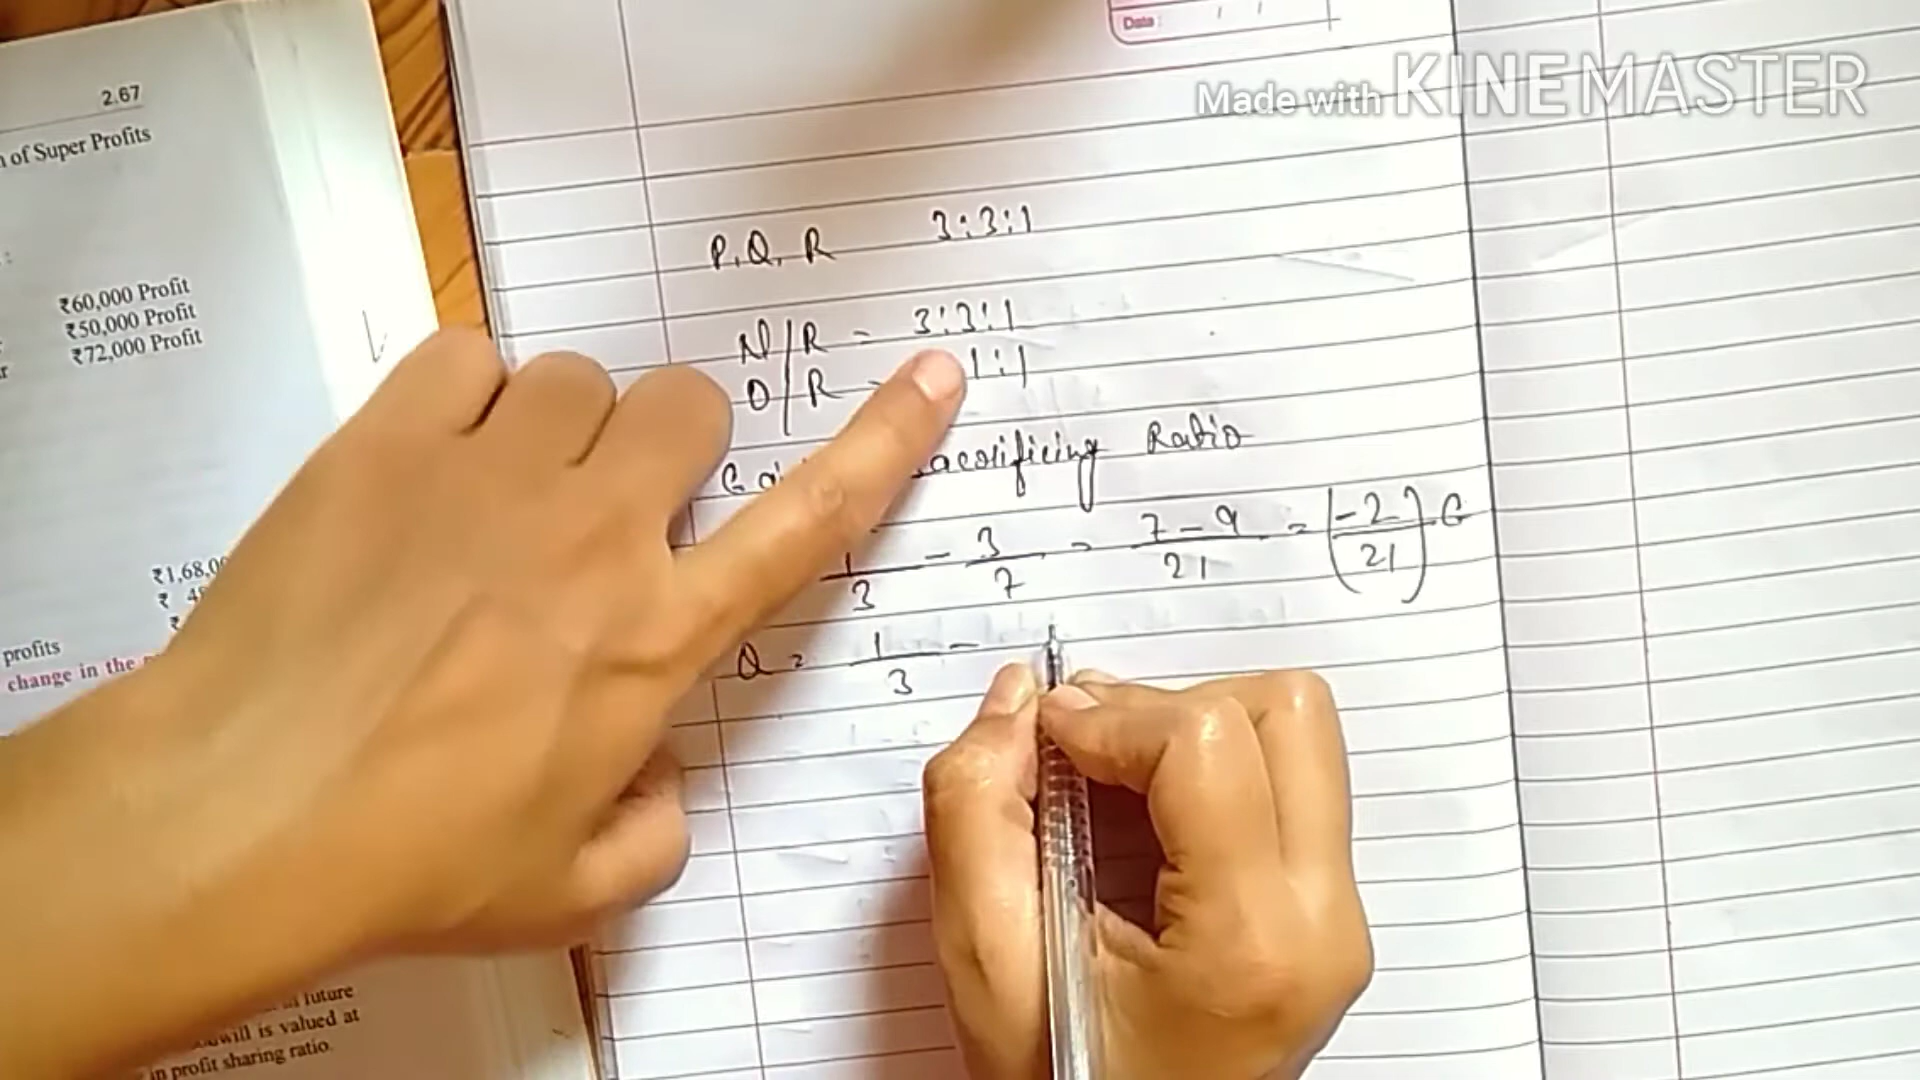 Date : / /
Made with KINEMASTER
2.67
of Super Profits
₹60,000 Profit
₹50,000 Profit
₹72,000 Profit
₹1,68,00
profits
change in the
future
will is valued at
in profit sharing ratio.
P, Q, R 3:3:1
N/R = 3:3:1
O/R 1:1
Sacrificing Ratio
1/3 - 3/7 = 7-9/21 = (-2/21) G
Q = 1/3 -